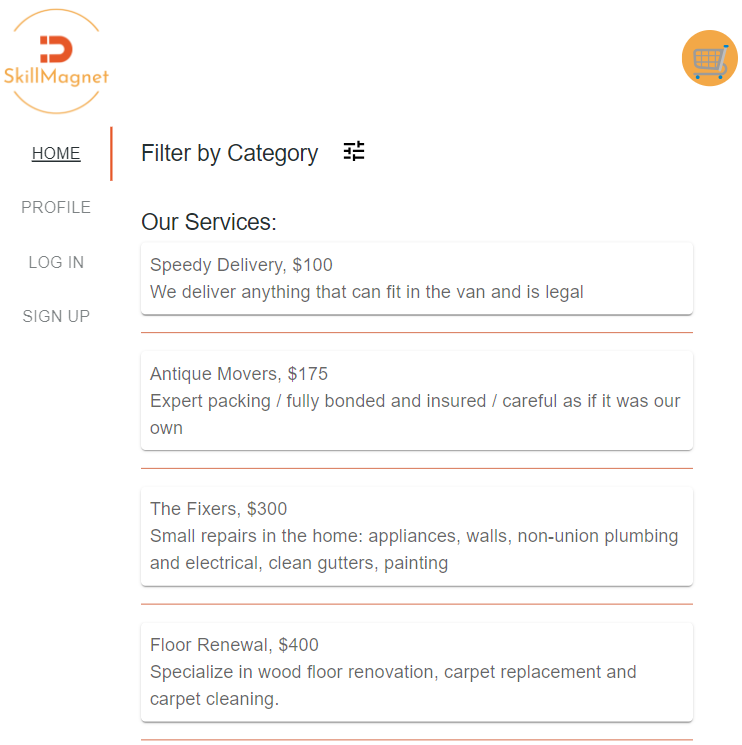 SkillMagnet
HOME
PROFILE
LOG IN
SIGN UP
Filter by Category
Our Services:
Speedy Delivery, $100
We deliver anything that can fit in the van and is legal
Antique Movers, $175
Expert packing / fully bonded and insured / careful as if it was our
own
The Fixers, $300
Small repairs in the home: appliances, walls, non-union plumbing
and electrical, clean gutters, painting
Floor Renewal, $400
Specialize in wood floor renovation, carpet replacement and
carpet cleaning.